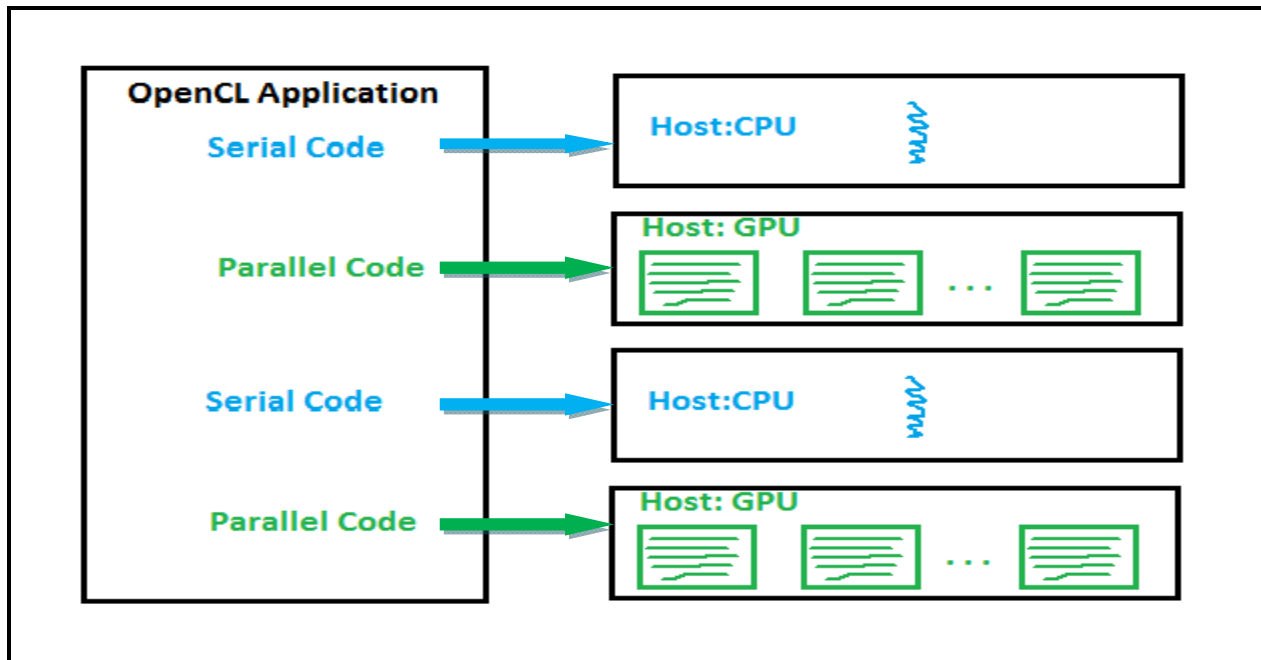 OpenCL Application
Serial Code
Host:CPU
Parallel Code
Host: GPU
. . .
Serial Code
Host:CPU
Parallel Code
Host: GPU
. . .